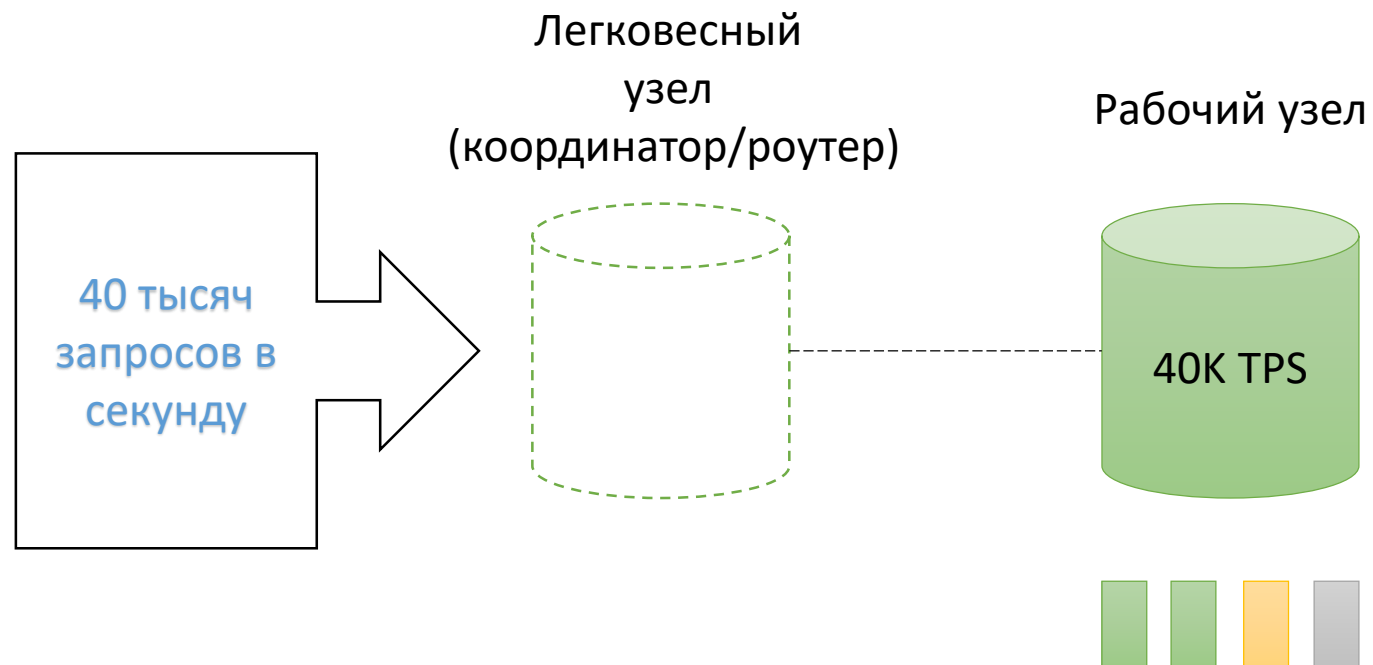 Легковесный
узел
(координатор/роутер)
Рабочий узел
40 тысяч
запросов в
секунду
40K TPS